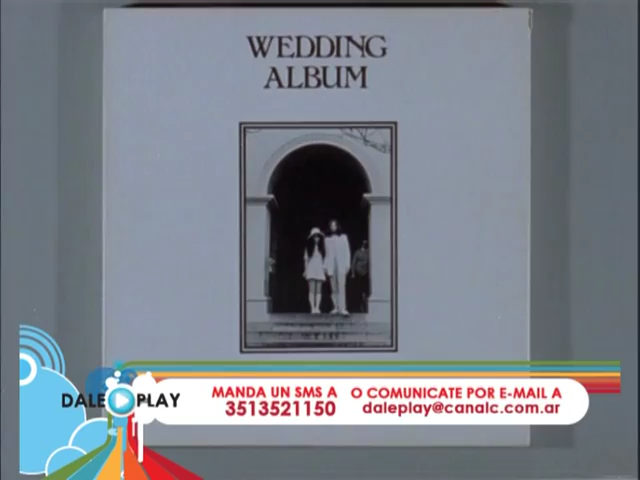 WEDDING
ALBUM
MANDA UN SMS A
3513521150
O COMUNICATE POR E-MAIL A
daleplay@canalc.com.ar
DALE PLAY